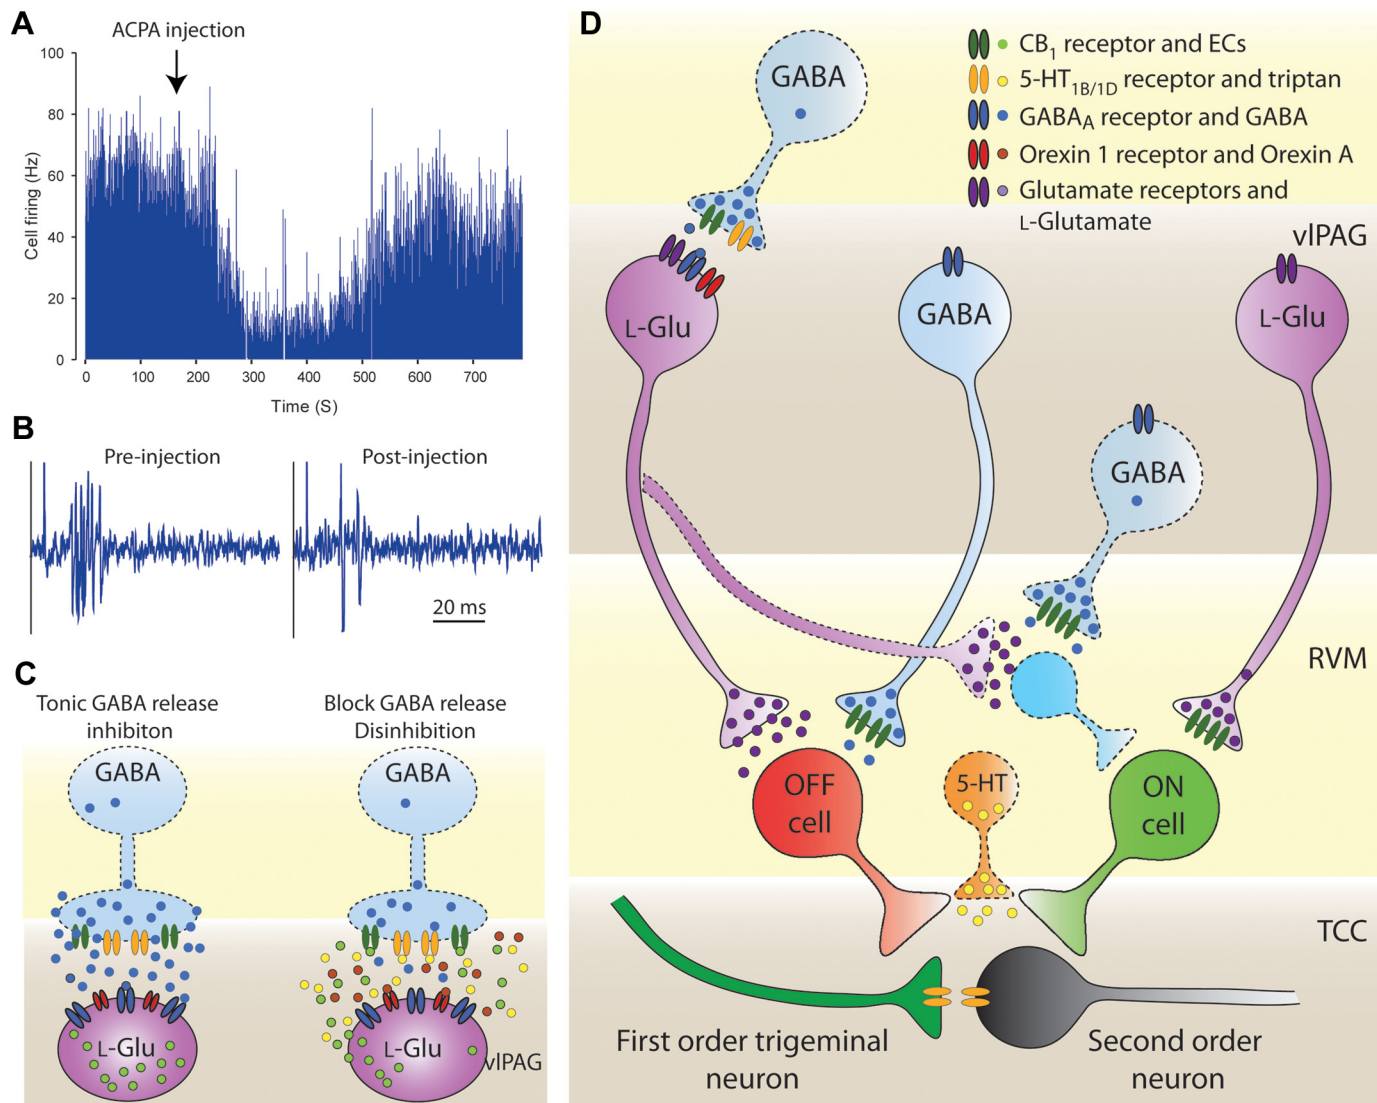 A
ACPA injection
100
80
60
40
20
0
Cell firing (Hz)
0 100 200 300 400 500 600 700
Time (S)
B
Pre-injection
Post-injection
20 ms
C
Tonic GABA release
inhibiton
Block GABA release
Disinhibition
GABA
GABA
L-Glu
L-Glu
vlPAG
D
CB1 receptor and ECs
5-HT1B/1D receptor and triptan
GABAA receptor and GABA
Orexin 1 receptor and Orexin A
Glutamate receptors and
L-Glutamate
GABA
vlPAG
L-Glu
GABA
L-Glu
GABA
RVM
OFF
cell
5-HT
ON
cell
TCC
First order trigeminal
neuron
Second order
neuron